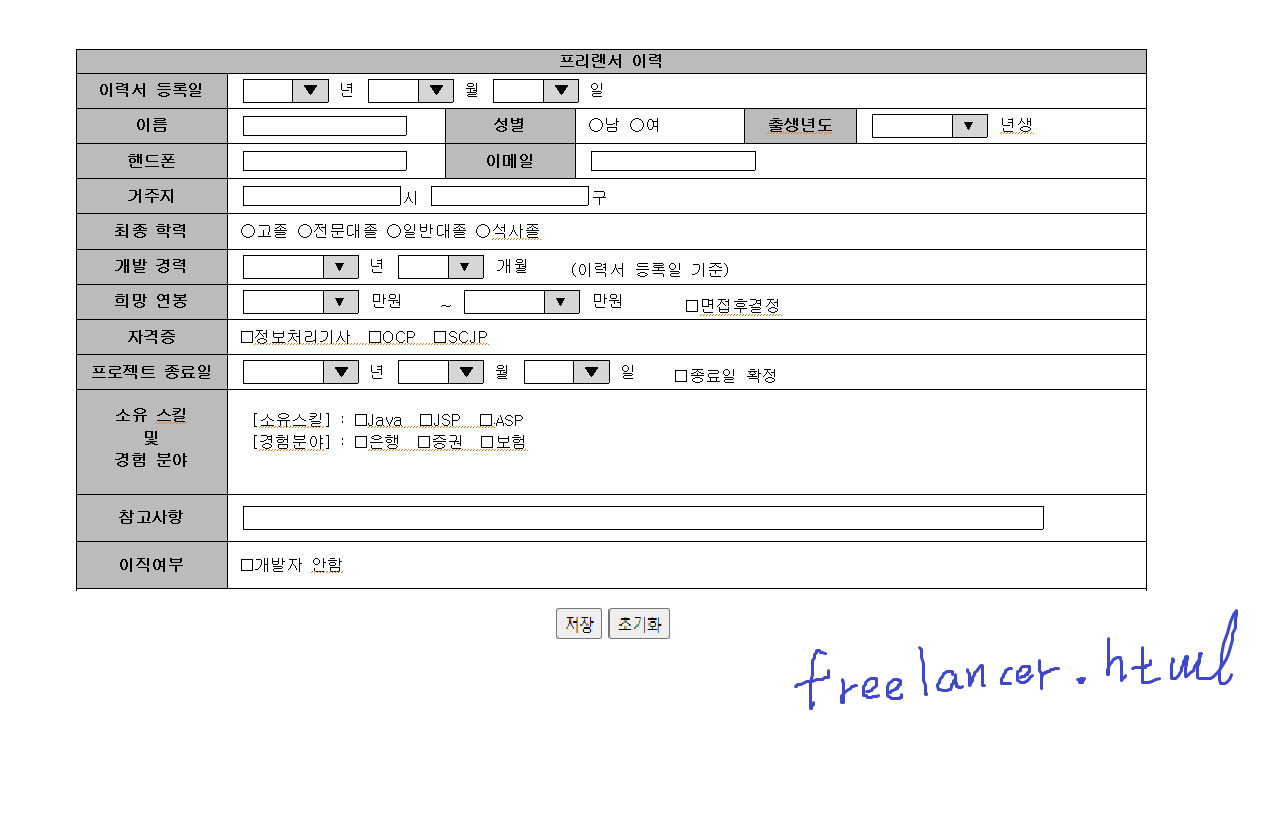 프리랜서 이력
이력서 등록일 ▼ 년 ▼ 월 ▼ 일
이름 성별 ○남 ○여 출생년도 ▼ 년생
핸드폰 이메일
거주지 시 구
최종 학력 ○고졸 ○전문대졸 ○일반대졸 ○석사졸
개발 경력 ▼ 년 ▼ 개월 (이력서 등록일 기준)
희망 연봉 ▼ 만원 ~ ▼ 만원 □면접후결정
자격증 □정보처리기사 □OCP □SCJP
프로젝트 종료일 ▼ 년 ▼ 월 ▼ 일 □종료일 확정
소유 스킬
및
경험 분야
[소유스킬] : □Java □JSP □ASP
[경험분야] : □은행 □증권 □보험
참고사항
이직여부 □개발자 안함
저장 초기화
freelancer.html